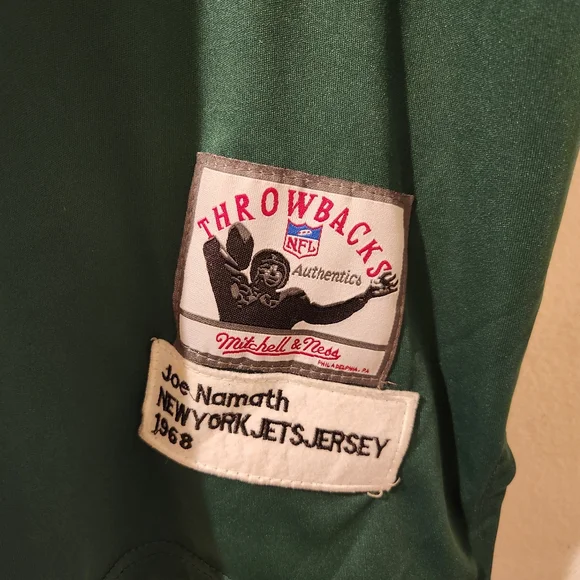 THROWBACKS
NFL
Authentics
Mitchell & Ness
PHILADELPHIA, PA
Joe Namath
NEW YORK JETS JERSEY
1968